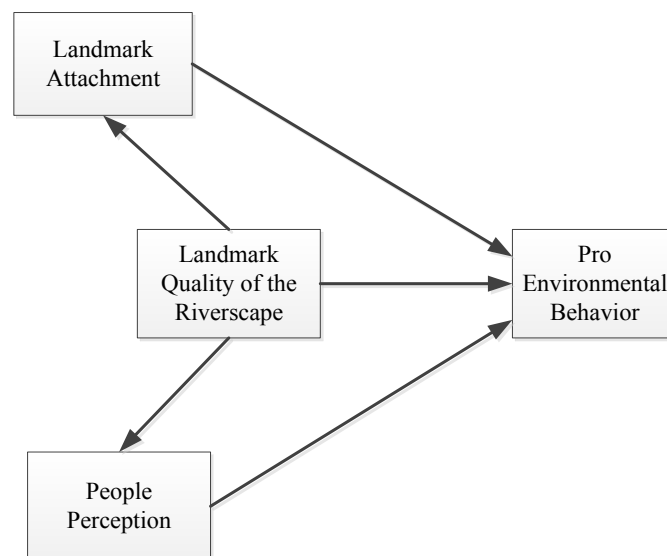 Landmark
Attachment
Landmark
Quality of the
Riverscape
Pro
Environmental
Behavior
People
Perception